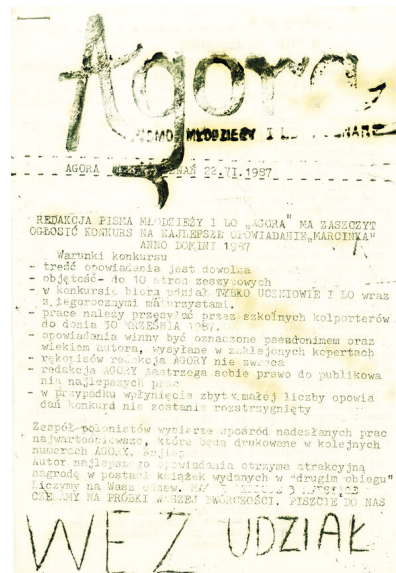 Agora
PISMO MŁODZIEŻY I LO
AGORA 22.VI.1987
REDAKCJA PISMA MŁODZIEŻY I LO „AGORA" MA ZASZCZYT
OGŁOSIĆ KONKURS NA NAJLEPSZE OPOWIADANIE „MARCINKA"
ANNO DOMINI 1987
Warunki konkursu
- treść opowiadania jest dowolna
- objętość- do 10 stron zeszytowych
- w konkursie biorą udział TYLKO UCZNIOWIE I LO wraz
z tegorocznymi maturzystami.
- prace należy przesyłać przez szkolnych kolporterów
do dnia 30 WRZEŚNIA 1987.
- opowiadania winny być oznaczone pseudonimem oraz
wiekiem autora, wysyłane w zaklejonych kopertach
- rękopisów redakcja AGORY nie zwraca
- redakcja AGORY zastrzega sobie prawo do publikowa
nia najlepszych prac
- w przypadku wpłynięcia zbyt małej liczby opowia
dań konkurs nie zostanie rozstrzygnięty
Zespół polonistów wybierze spośród nadesłanych prac
najwartościowsze, które będą drukowane w kolejnych
numerach AGORY.
Autor najlepszego opowiadania otrzyma atrakcyjną
nagrodę w postaci książek wydanych w "drugim obiegu"
Liczymy na Wasz odzew.
CZEKAMY NA PRÓBKI WASZEJ TWÓRCZOŚCI. PISZCIE DO NAS
WEŹ UDZIAŁ